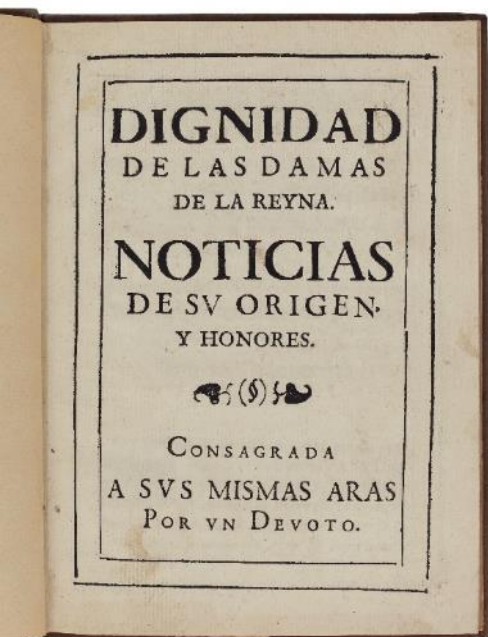 DIGNIDAD
DE LAS DAMAS
DE LA REYNA.
NOTICIAS
DE SV ORIGEN.
Y HONORES.
(§)
CONSAGRADA
A SVS MISMAS ARAS
POR VN DEVOTO.